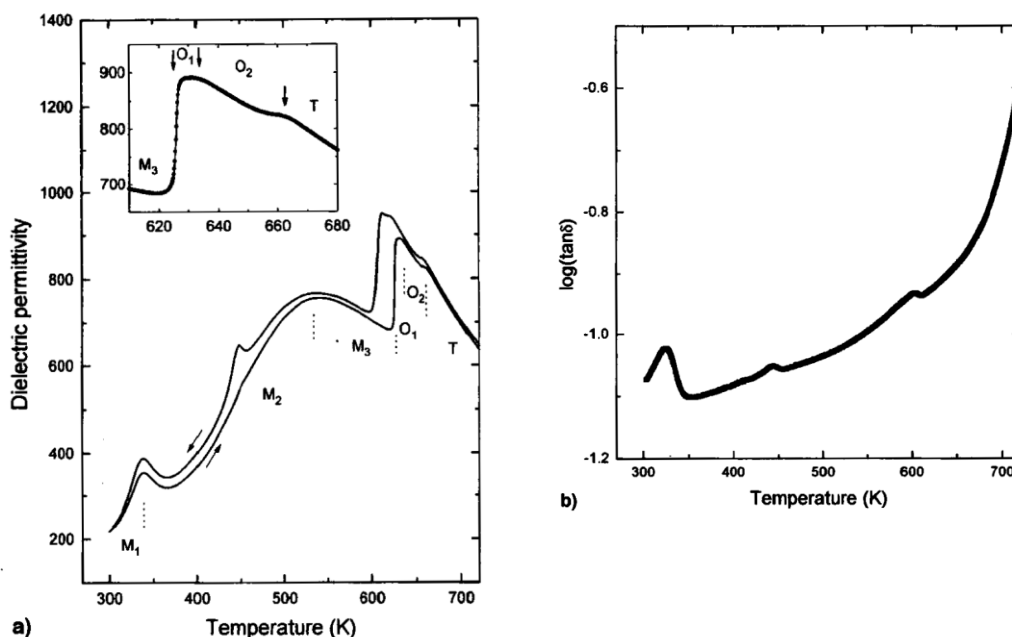 1400
1200
1000
800
600
400
200
Dielectric permittivity
900
800
700
O1
O2
T
M3
620 640 660 680
O2
O1
M3
T
M2
M1
300 400 500 600 700
Temperature (K)
a)
-0.6
-0.8
-1.0
-1.2
log(tanδ)
300 400 500 600 700
Temperature (K)
b)